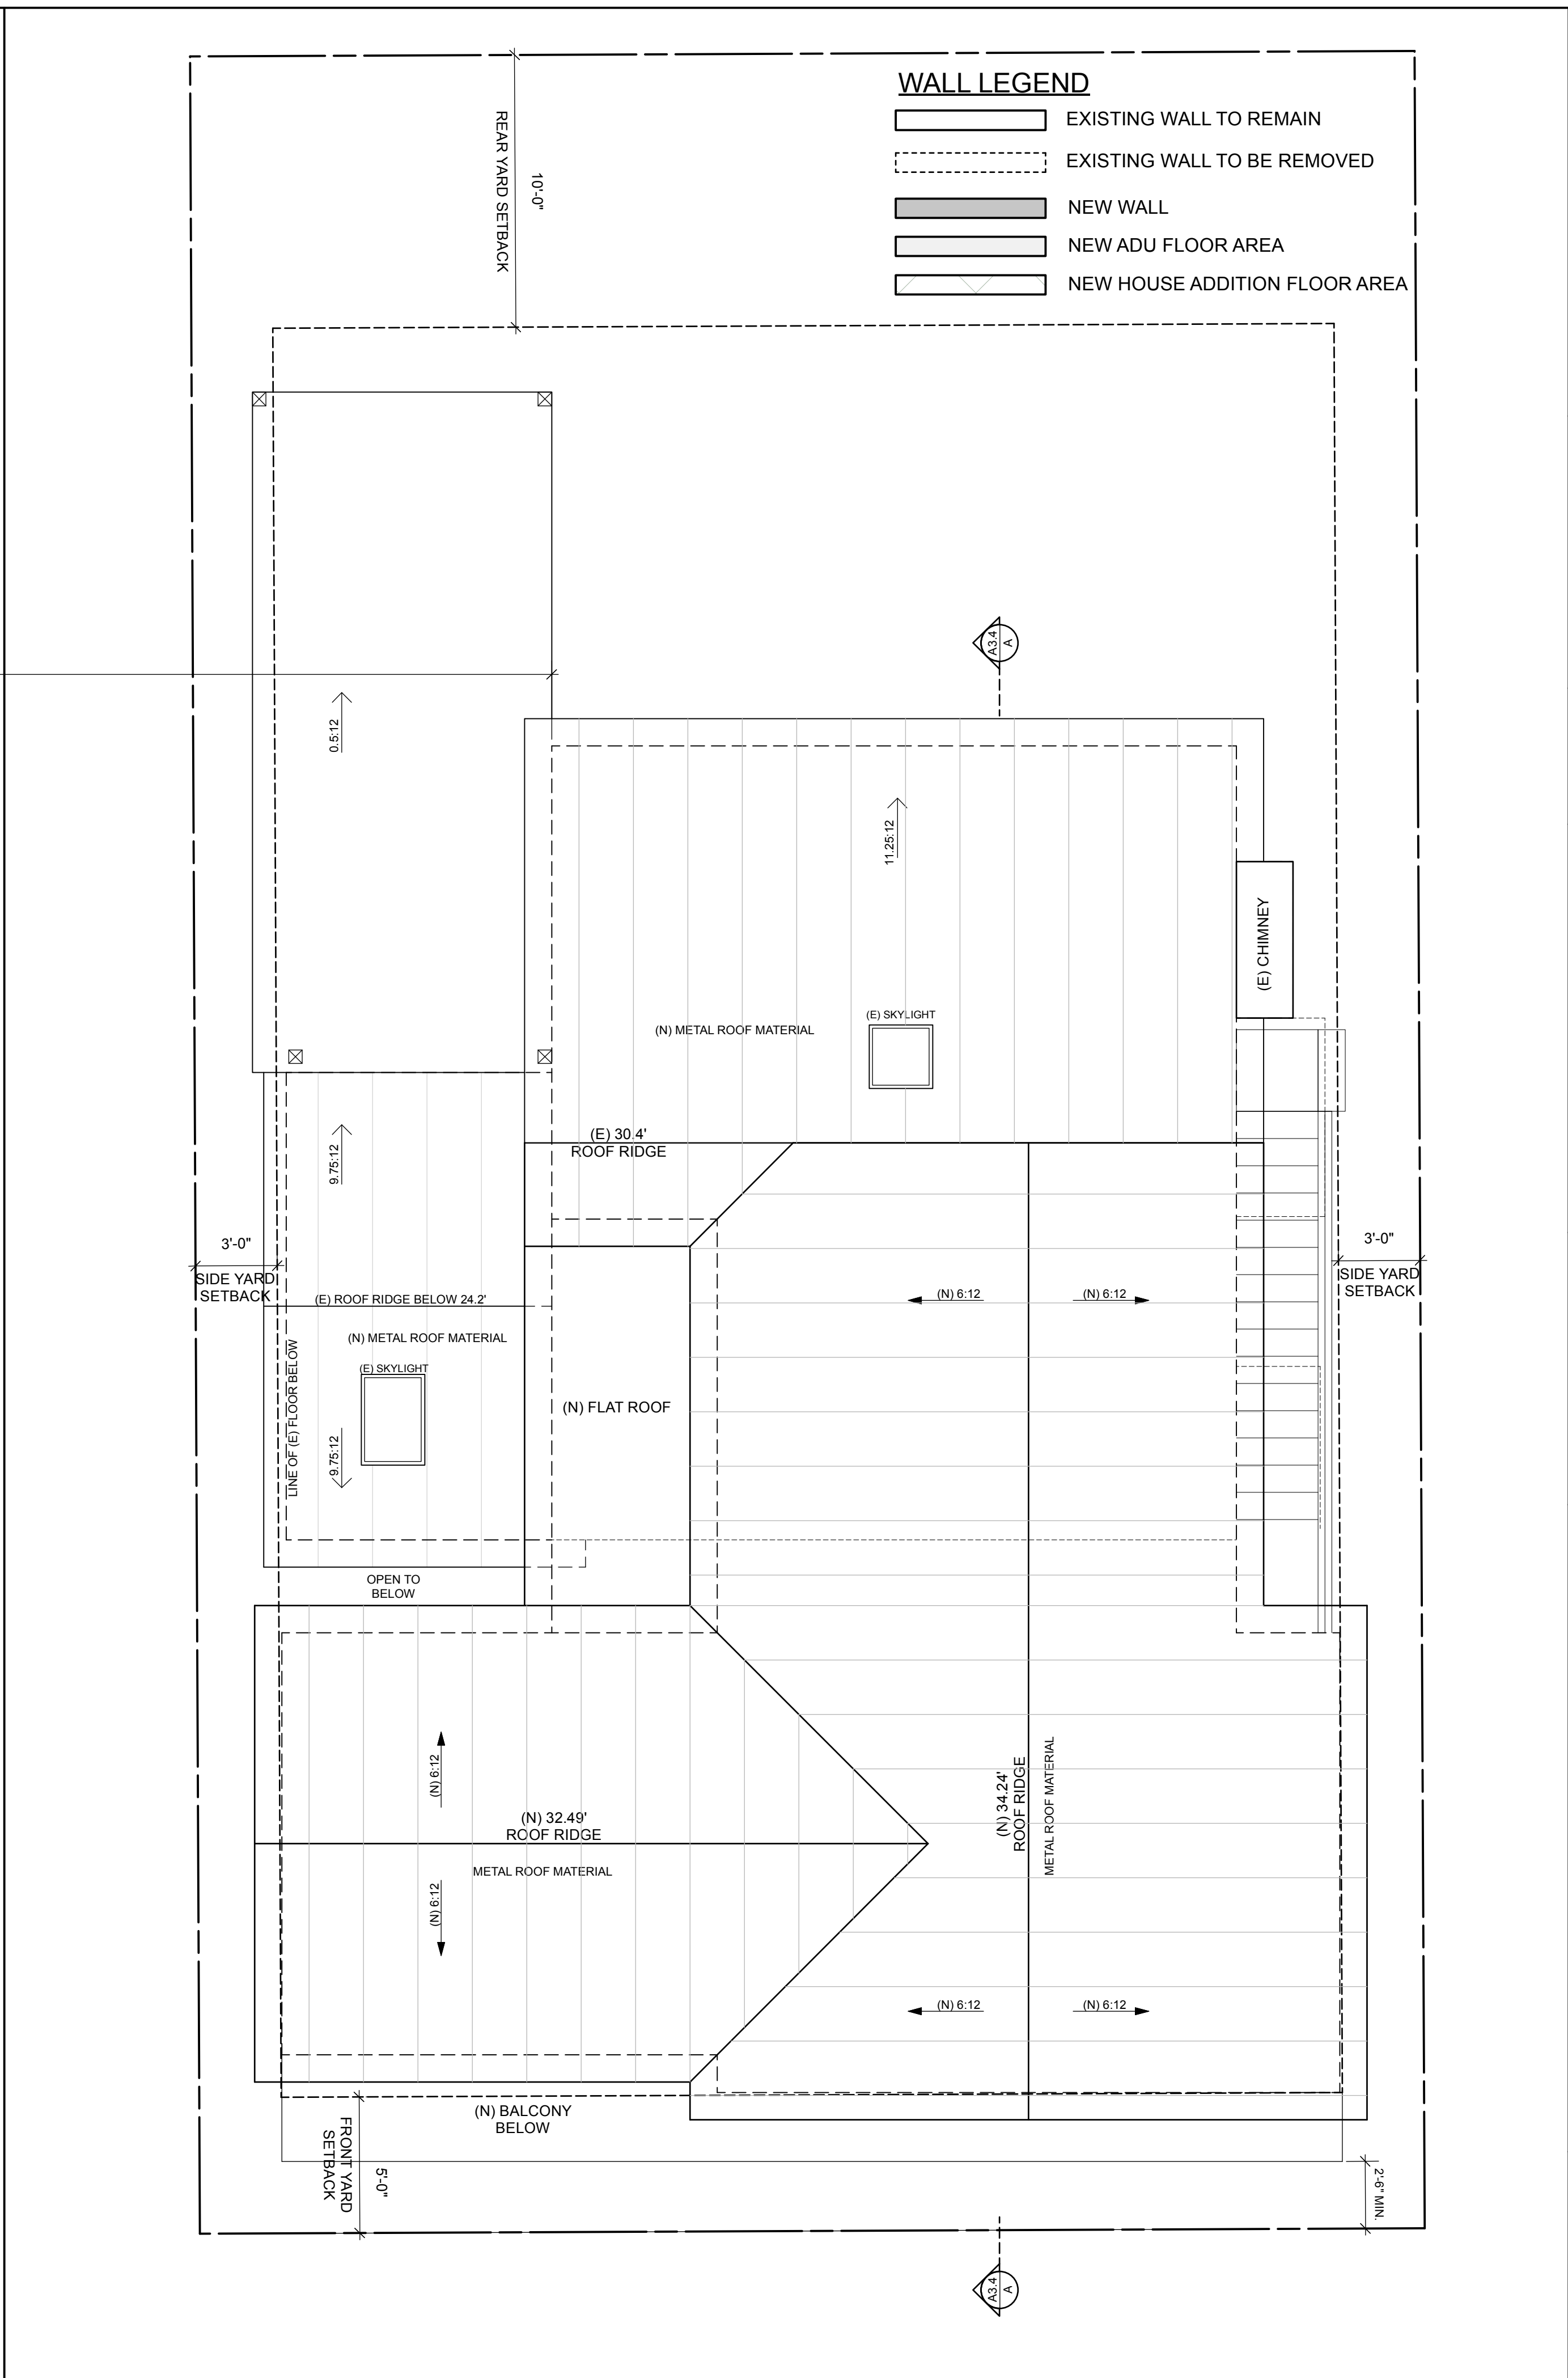 WALL LEGEND
EXISTING WALL TO REMAIN
EXISTING WALL TO BE REMOVED
NEW WALL
NEW ADU FLOOR AREA
NEW HOUSE ADDITION FLOOR AREA
REAR YARD SETBACK
10'-0"
A3.4
A
0.5:12
11.25:12
(E) CHIMNEY
(E) SKYLIGHT
(N) METAL ROOF MATERIAL
(E) 30.4'
ROOF RIDGE
9.75:12
3'-0"
SIDE YARD
SETBACK
3'-0"
SIDE YARD
SETBACK
(E) ROOF RIDGE BELOW 24.2'
(N) 6:12
(N) 6:12
(N) METAL ROOF MATERIAL
(E) SKYLIGHT
LINE OF (E) FLOOR BELOW
(N) FLAT ROOF
9.75:12
OPEN TO
BELOW
(N) 6:12
(N) 32.49'
ROOF RIDGE
METAL ROOF MATERIAL
(N) 34.24'
ROOF RIDGE
METAL ROOF MATERIAL
(N) 6:12
(N) 6:12
(N) 6:12
(N) BALCONY
BELOW
FRONT YARD
SETBACK
5'-0"
2'-6" MIN.
A3.4
A